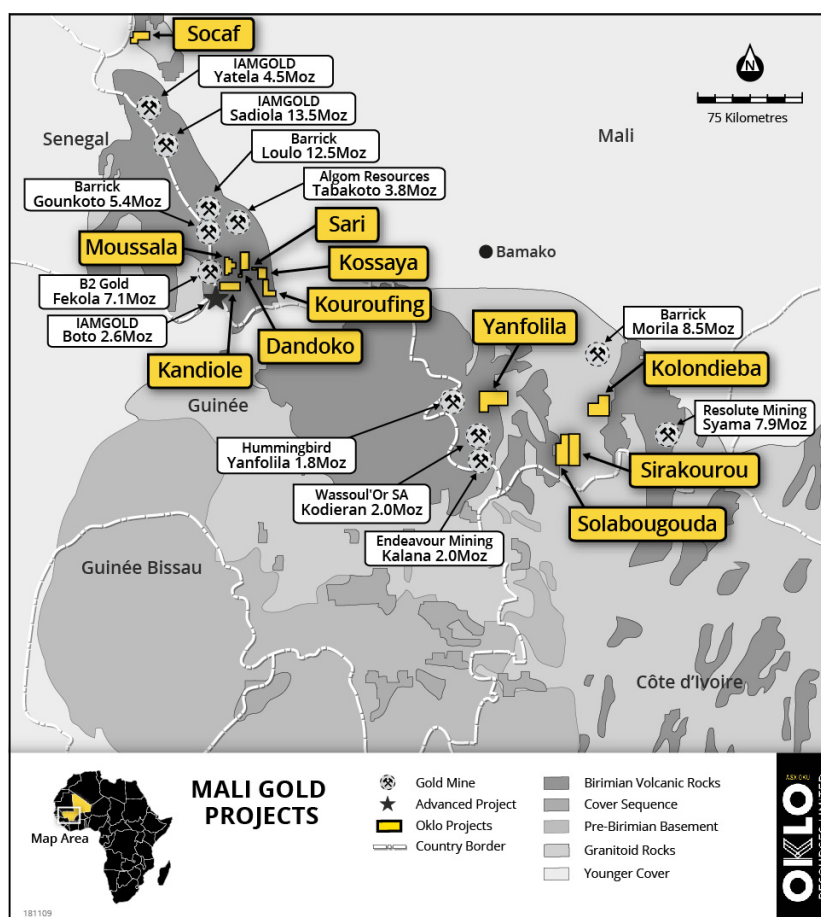 Socaf
IAMGOLD
Yatela 4.5Moz
N
IAMGOLD
Sadiola 13.5Moz
75 Kilometres
Senegal
Mali
Barrick
Loulo 12.5Moz
Algom Resources
Tabakoto 3.8Moz
Barrick
Gounkoto 5.4Moz
Sari
Moussala
Kossaya
Bamako
B2 Gold
Fekola 7.1Moz
Kouroufing
IAMGOLD
Boto 2.6Moz
Dandoko
Yanfolila
Barrick
Morila 8.5Moz
Kandiole
Kolondieba
Guinée
Resolute Mining
Syama 7.9Moz
Hummingbird
Yanfolila 1.8Moz
Sirakourou
Wassoul'Or SA
Kodieran 2.0Moz
Solabougouda
Endeavour Mining
Kalana 2.0Moz
Guinée Bissau
Côte d'Ivoire
Map Area
MALI GOLD
PROJECTS
Gold Mine
Advanced Project
Oklo Projects
Country Border
Birimian Volcanic Rocks
Cover Sequence
Pre-Birimian Basement
Granitoid Rocks
Younger Cover
OKLO
181109